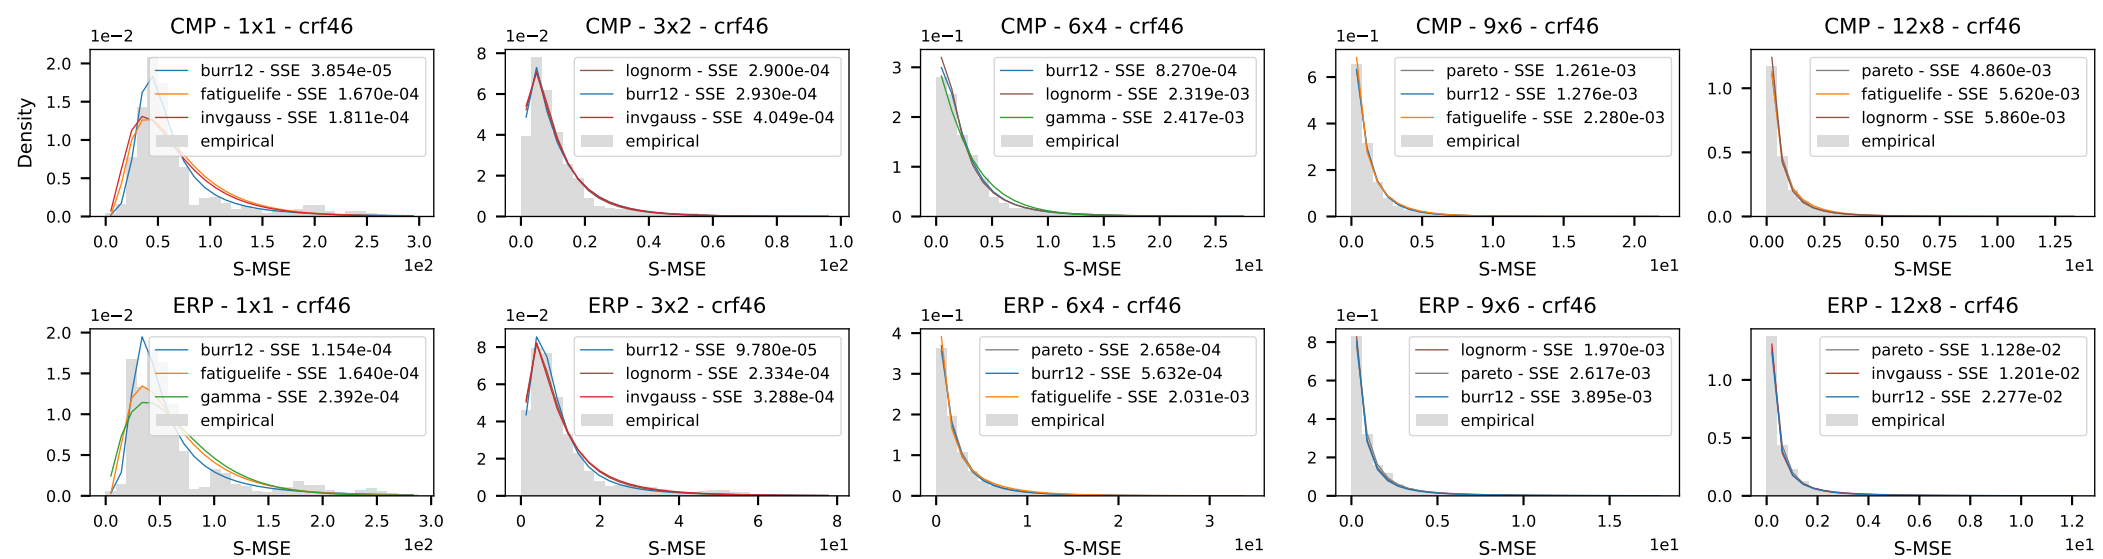 CMP - 1x1 - crf46
1e−2
Density
2.0
1.5
1.0
0.5
0.0
burr12 - SSE 3.854e-05
fatiguelife - SSE 1.670e-04
invgauss - SSE 1.811e-04
empirical
0.0 0.5 1.0 1.5 2.0 2.5 3.0
S-MSE
1e2
CMP - 3x2 - crf46
1e−2
8
6
4
2
0
lognorm - SSE 2.900e-04
burr12 - SSE 2.930e-04
invgauss - SSE 4.049e-04
empirical
0.0 0.2 0.4 0.6 0.8 1.0
S-MSE
1e2
CMP - 6x4 - crf46
1e−1
3
2
1
0
burr12 - SSE 8.270e-04
lognorm - SSE 2.319e-03
gamma - SSE 2.417e-03
empirical
0.0 0.5 1.0 1.5 2.0 2.5
S-MSE
1e1
CMP - 9x6 - crf46
1e−1
6
4
2
0
pareto - SSE 1.261e-03
burr12 - SSE 1.276e-03
fatiguelife - SSE 2.280e-03
empirical
0.0 0.5 1.0 1.5 2.0
S-MSE
1e1
CMP - 12x8 - crf46
1.0
0.5
0.0
pareto - SSE 4.860e-03
fatiguelife - SSE 5.620e-03
lognorm - SSE 5.860e-03
empirical
0.0 0.25 0.50 0.75 1.00 1.25
S-MSE
1e1
ERP - 1x1 - crf46
1e−2
2.0
1.5
1.0
0.5
0.0
burr12 - SSE 1.154e-04
fatiguelife - SSE 1.640e-04
gamma - SSE 2.392e-04
empirical
0.0 0.5 1.0 1.5 2.0 2.5 3.0
S-MSE
1e2
ERP - 3x2 - crf46
1e−2
8
6
4
2
0
burr12 - SSE 9.780e-05
lognorm - SSE 2.334e-04
invgauss - SSE 3.288e-04
empirical
0 2 4 6 8
S-MSE
1e1
ERP - 6x4 - crf46
1e−1
4
3
2
1
0
pareto - SSE 2.658e-04
burr12 - SSE 5.632e-04
fatiguelife - SSE 2.031e-03
empirical
0 1 2 3
S-MSE
1e1
ERP - 9x6 - crf46
1e−1
8
6
4
2
0
lognorm - SSE 1.970e-03
pareto - SSE 2.617e-03
burr12 - SSE 3.895e-03
empirical
0.0 0.5 1.0 1.5
S-MSE
1e1
ERP - 12x8 - crf46
1.0
0.5
0.0
pareto - SSE 1.128e-02
invgauss - SSE 1.201e-02
burr12 - SSE 2.277e-02
empirical
0.0 0.2 0.4 0.6 0.8 1.0 1.2
S-MSE
1e1